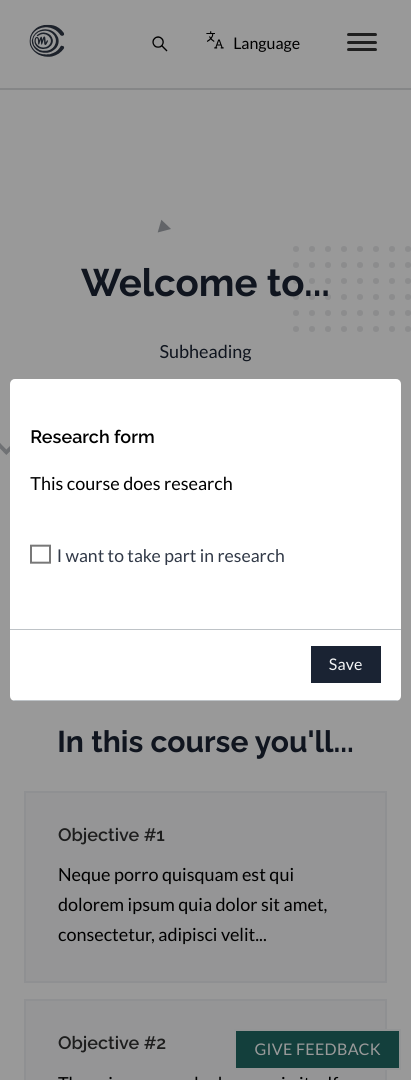 Language
Welcome to...
Subheading
Research form
This course does research
I want to take part in research
Save
In this course you'll...
Objective #1
Neque porro quisquam est qui
dolorem ipsum quia dolor sit amet,
consectetur, adipisci velit...
Objective #2
GIVE FEEDBACK